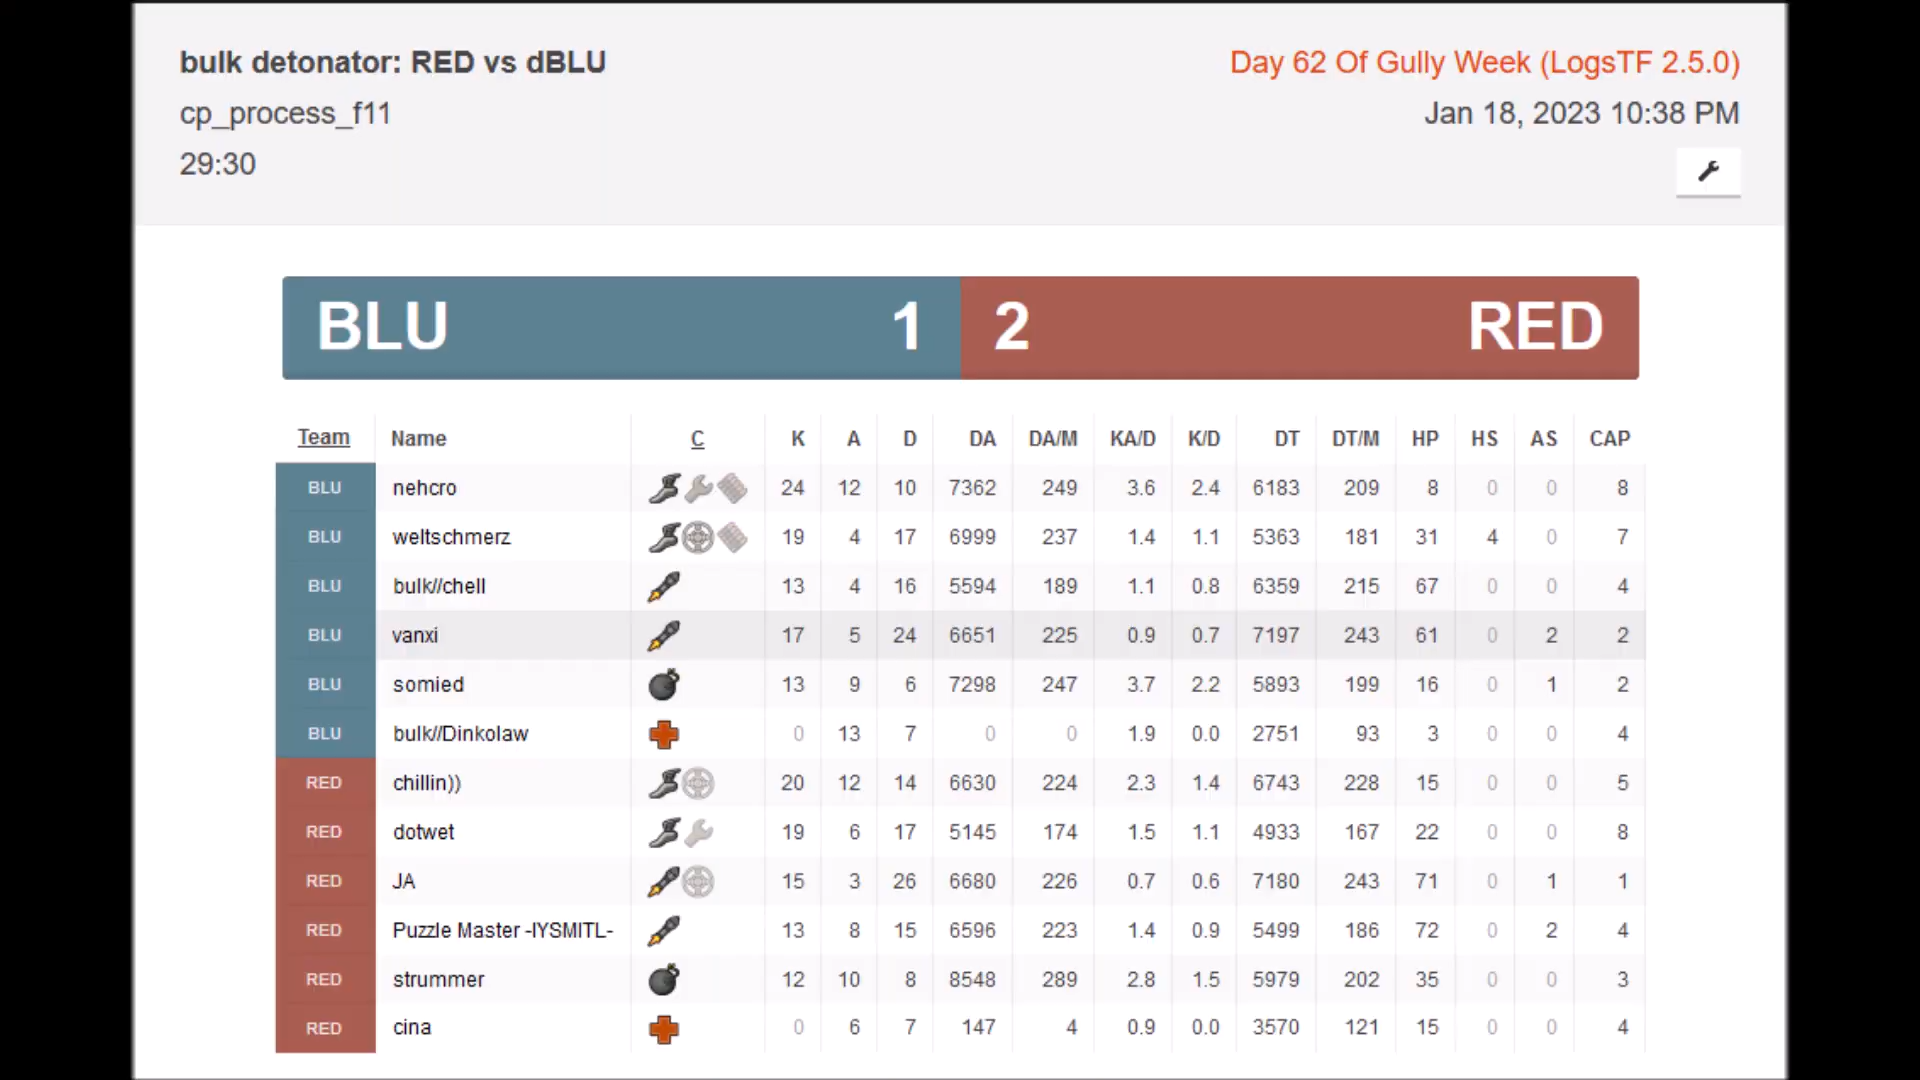 bulk detonator: RED vs dBLU
Day 62 Of Gully Week (LogsTF 2.5.0)
cp_process_f11
Jan 18, 2023 10:38 PM
29:30
BLU 1 2 RED
Team Name C K A D DA DA/M KA/D K/D DT DT/M HP HS AS CAP
BLU nehcro 24 12 10 7362 249 3.6 2.4 6183 209 8 0 0 8
BLU weltschmerz 19 4 17 6999 237 1.4 1.1 5363 181 31 4 0 7
BLU bulk//chell 13 4 16 5594 189 1.1 0.8 6359 215 67 0 0 4
BLU vanxi 17 5 24 6651 225 0.9 0.7 7197 243 61 0 2 2
BLU somied 13 9 6 7298 247 3.7 2.2 5893 199 16 0 1 2
BLU bulk//Dinkolaw 0 13 7 0 0 1.9 0.0 2751 93 3 0 0 4
RED chillin)) 20 12 14 6630 224 2.3 1.4 6743 228 15 0 0 5
RED dotwet 19 6 17 5145 174 1.5 1.1 4933 167 22 0 0 8
RED JA 15 3 26 6680 226 0.7 0.6 7180 243 71 0 1 1
RED Puzzle Master -IYSMITL- 13 8 15 6596 223 1.4 0.9 5499 186 72 0 2 4
RED strummer 12 10 8 8548 289 2.8 1.5 5979 202 35 0 0 3
RED cina 0 6 7 147 4 0.9 0.0 3570 121 15 0 0 4